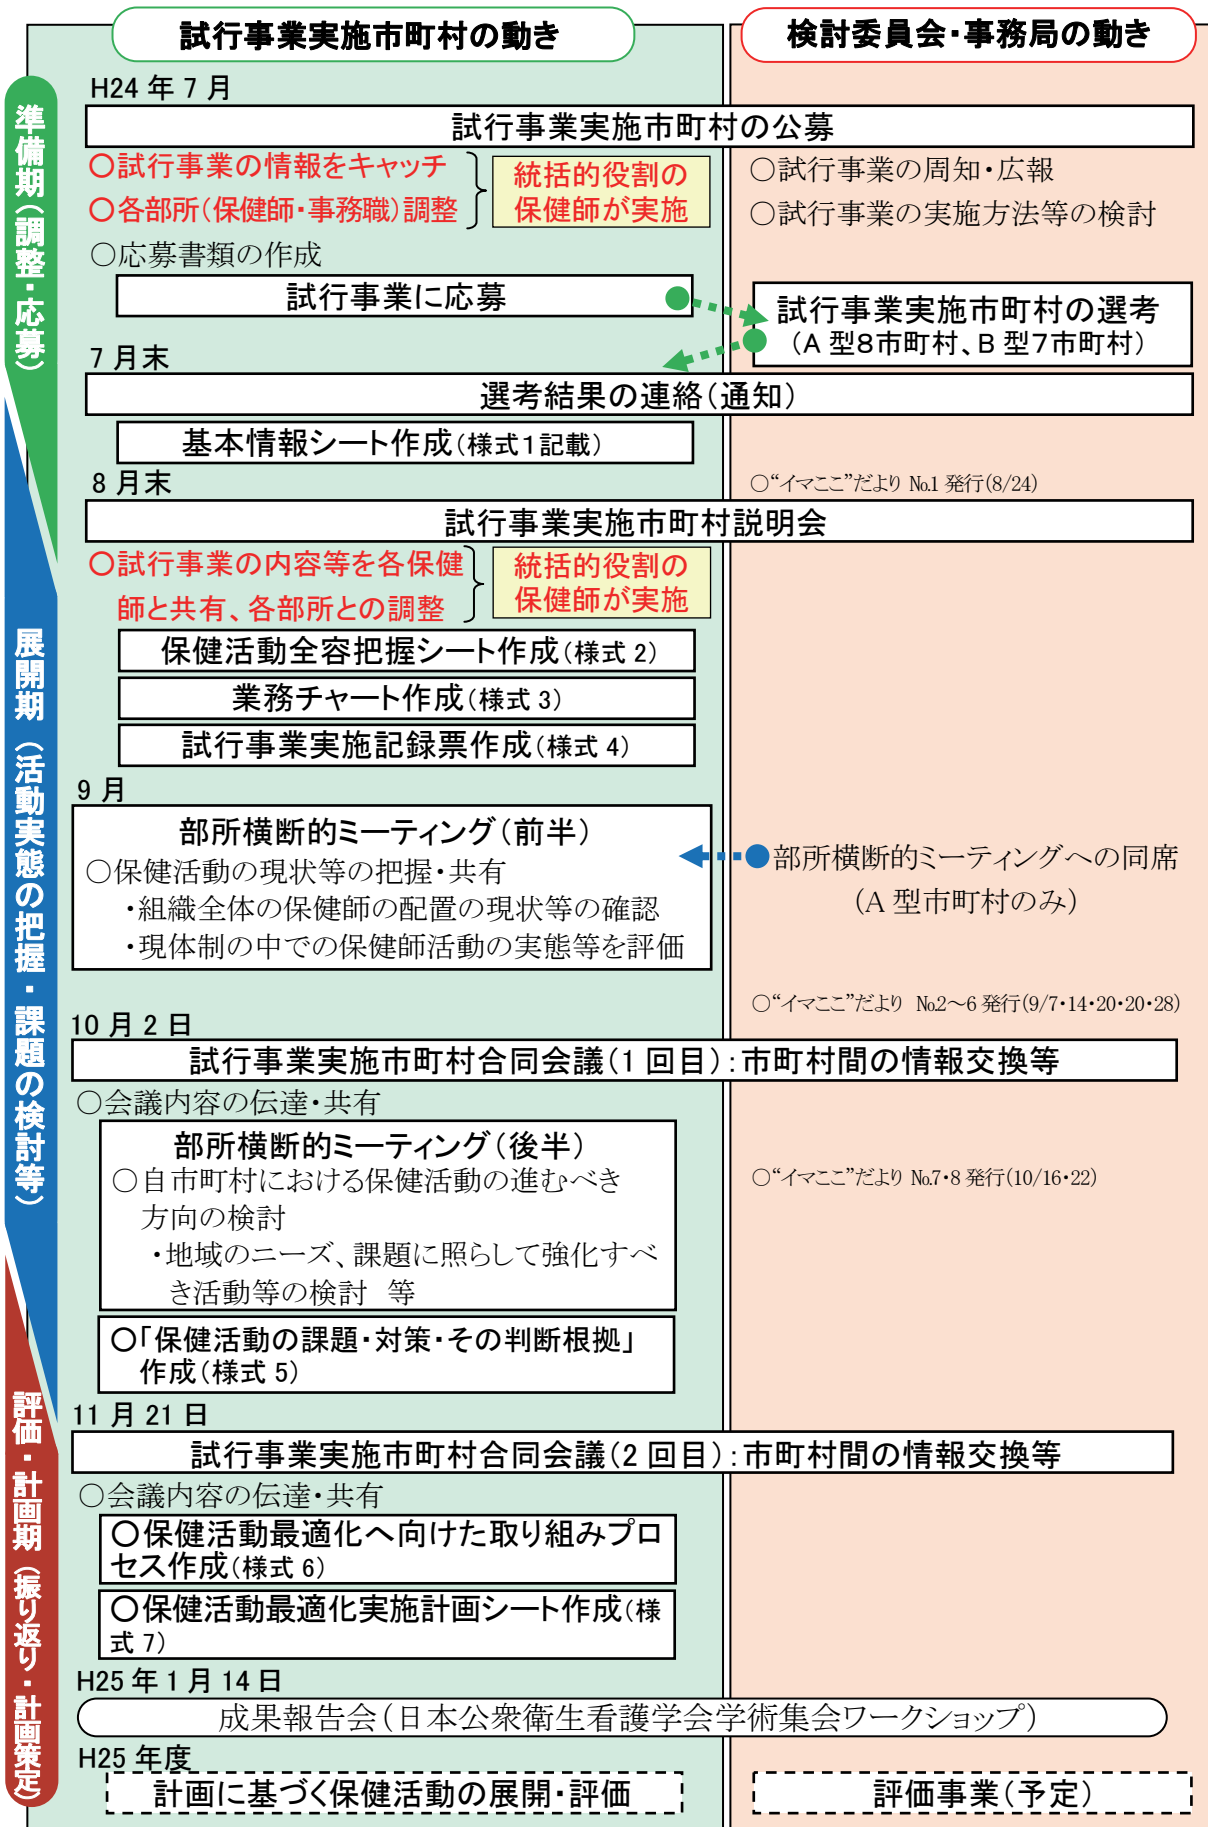 試行事業実施市町村の動き
検討委員会・事務局の動き
準備期（調整・応募）
展開期（活動実態の把握・課題の検討等）
評価・計画期（振り返り・計画策定）
H24 年 7 月
試行事業実施市町村の公募
○試行事業の情報をキャッチ
○各部所（保健師・事務職）調整
統括的役割の
保健師が実施
○試行事業の周知・広報
○試行事業の実施方法等の検討
○応募書類の作成
試行事業に応募
試行事業実施市町村の選考
（A 型8市町村、B 型7市町村）
7 月末
選考結果の連絡（通知）
基本情報シート作成（様式1記載）
8 月末
○“イマここ”だより No.1 発行（8/24）
試行事業実施市町村説明会
○試行事業の内容等を各保健
師と共有、各部所との調整
統括的役割の
保健師が実施
保健活動全容把握シート作成（様式 2）
業務チャート作成（様式 3）
試行事業実施記録票作成（様式 4）
9 月
部所横断的ミーティング（前半）
○保健活動の現状等の把握・共有
・組織全体の保健師の配置の現状等の確認
・現体制の中での保健師活動の実態等を評価
部所横断的ミーティングへの同席
（A 型市町村のみ）
○“イマここ”だより No.2～6 発行（9/7・14・20・20・28）
10 月 2 日
試行事業実施市町村合同会議（1 回目）：市町村間の情報交換等
○会議内容の伝達・共有
部所横断的ミーティング（後半）
○自市町村における保健活動の進むべき
方向の検討
・地域のニーズ、課題に照らして強化すべ
き活動等の検討 等
○“イマここ”だより No.7・8 発行（10/16・22）
○「保健活動の課題・対策・その判断根拠」
作成（様式 5）
11 月 21 日
試行事業実施市町村合同会議（2 回目）：市町村間の情報交換等
○会議内容の伝達・共有
○保健活動最適化へ向けた取り組みプロ
セス作成（様式 6）
○保健活動最適化実施計画シート作成（様
式 7）
H25 年 1 月 14 日
成果報告会（日本公衆衛生看護学会学術集会ワークショップ）
H25 年度
計画に基づく保健活動の展開・評価
評価事業（予定）